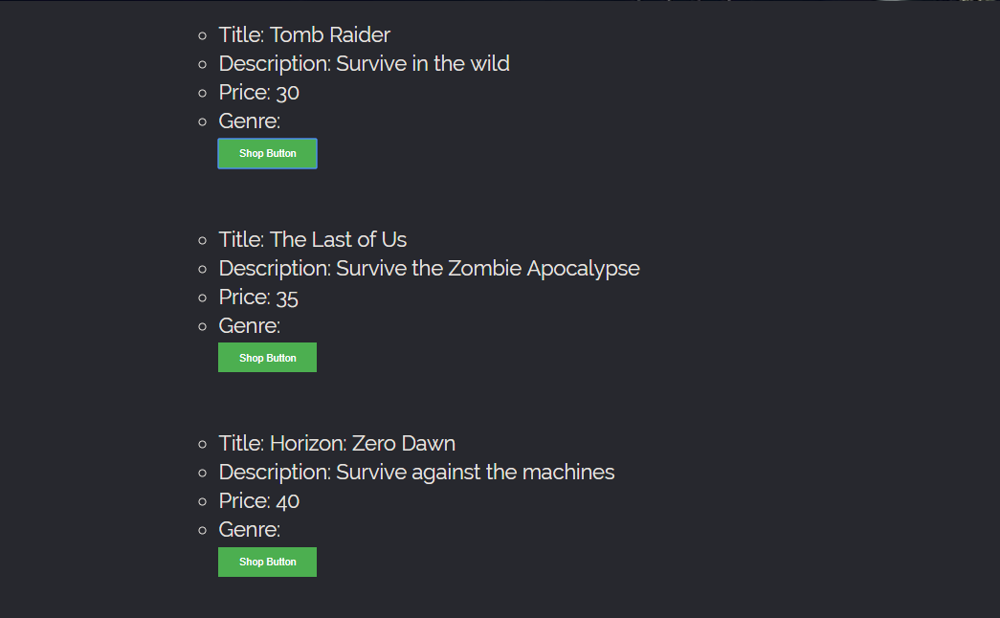 Title: Tomb Raider
Description: Survive in the wild
Price: 30
Genre:
Shop Button
Title: The Last of Us
Description: Survive the Zombie Apocalypse
Price: 35
Genre:
Shop Button
Title: Horizon: Zero Dawn
Description: Survive against the machines
Price: 40
Genre:
Shop Button